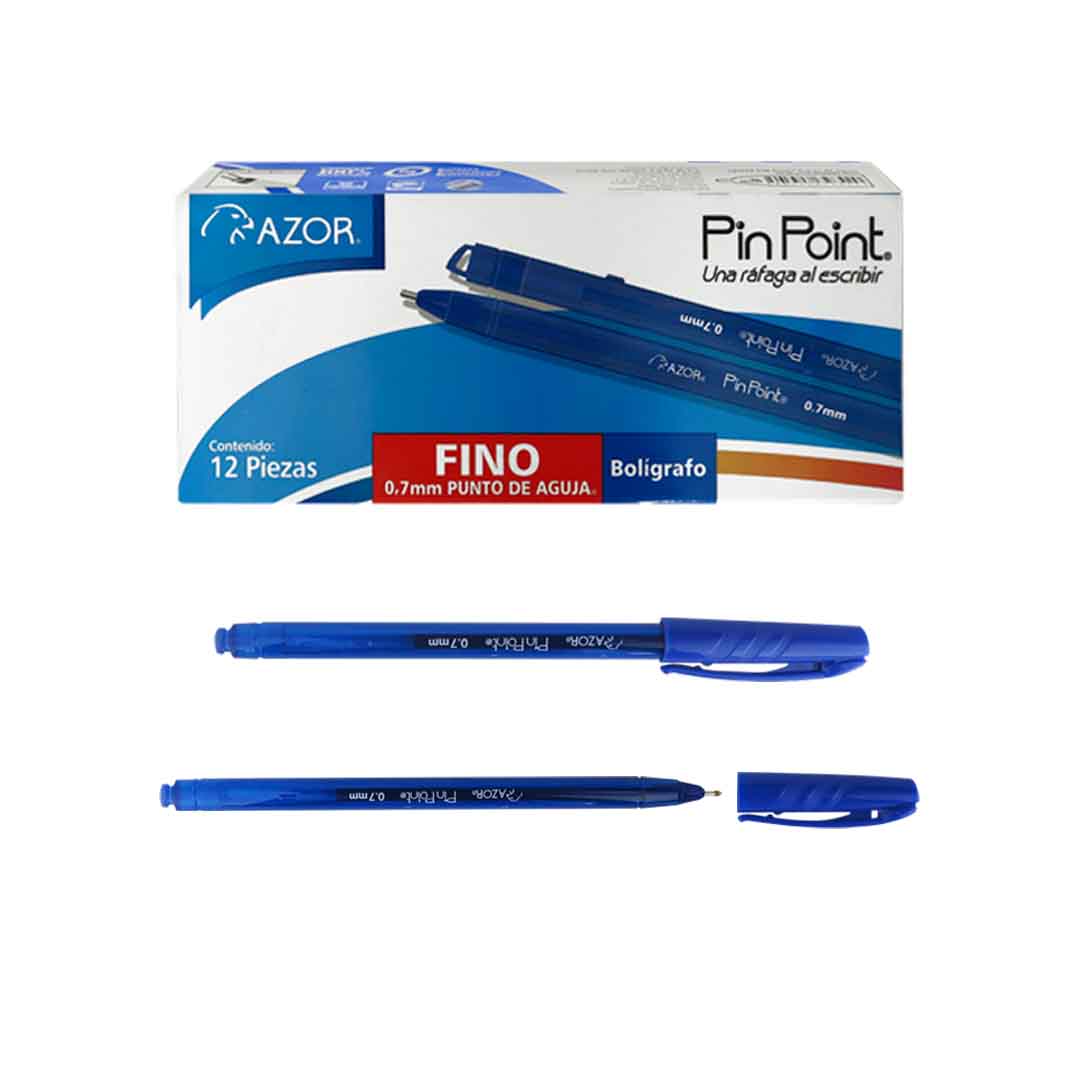 AZOR
Pin Point
Una ráfaga al escribir
0.7mm Pin Point AZOR
AZOR Pin Point 0.7mm
Contenido:
12 Piezas
FINO
0.7mm PUNTO DE AGUJA
Bolígrafo
0.7mm Pin Point AZOR
0.7mm Pin Point AZOR